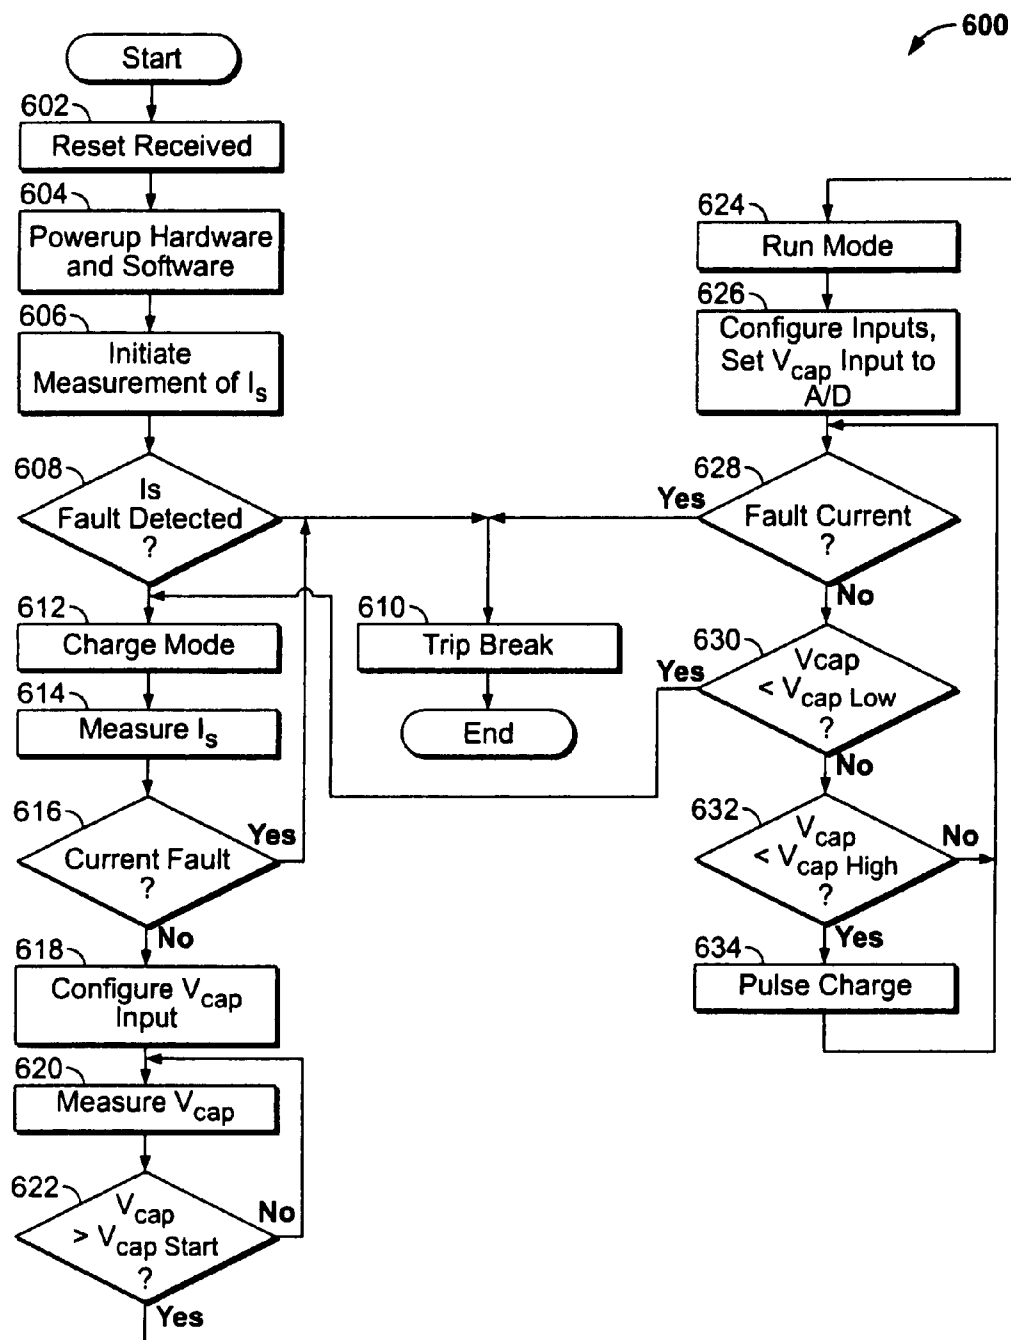 600
Start
602
Reset Received
604
Powerup Hardware
and Software
606
Initiate
Measurement of Is
608
Is
Fault Detected
?
612
Charge Mode
614
Measure Is
616
Current Fault
?
Yes
No
618
Configure Vcap
Input
620
Measure Vcap
622
Vcap
> Vcap Start
?
No
Yes
610
Trip Break
End
624
Run Mode
626
Configure Inputs,
Set Vcap Input to
A/D
628
Fault Current
?
Yes
No
630
Vcap
< Vcap Low
?
Yes
No
632
Vcap
< Vcap High
?
No
Yes
634
Pulse Charge